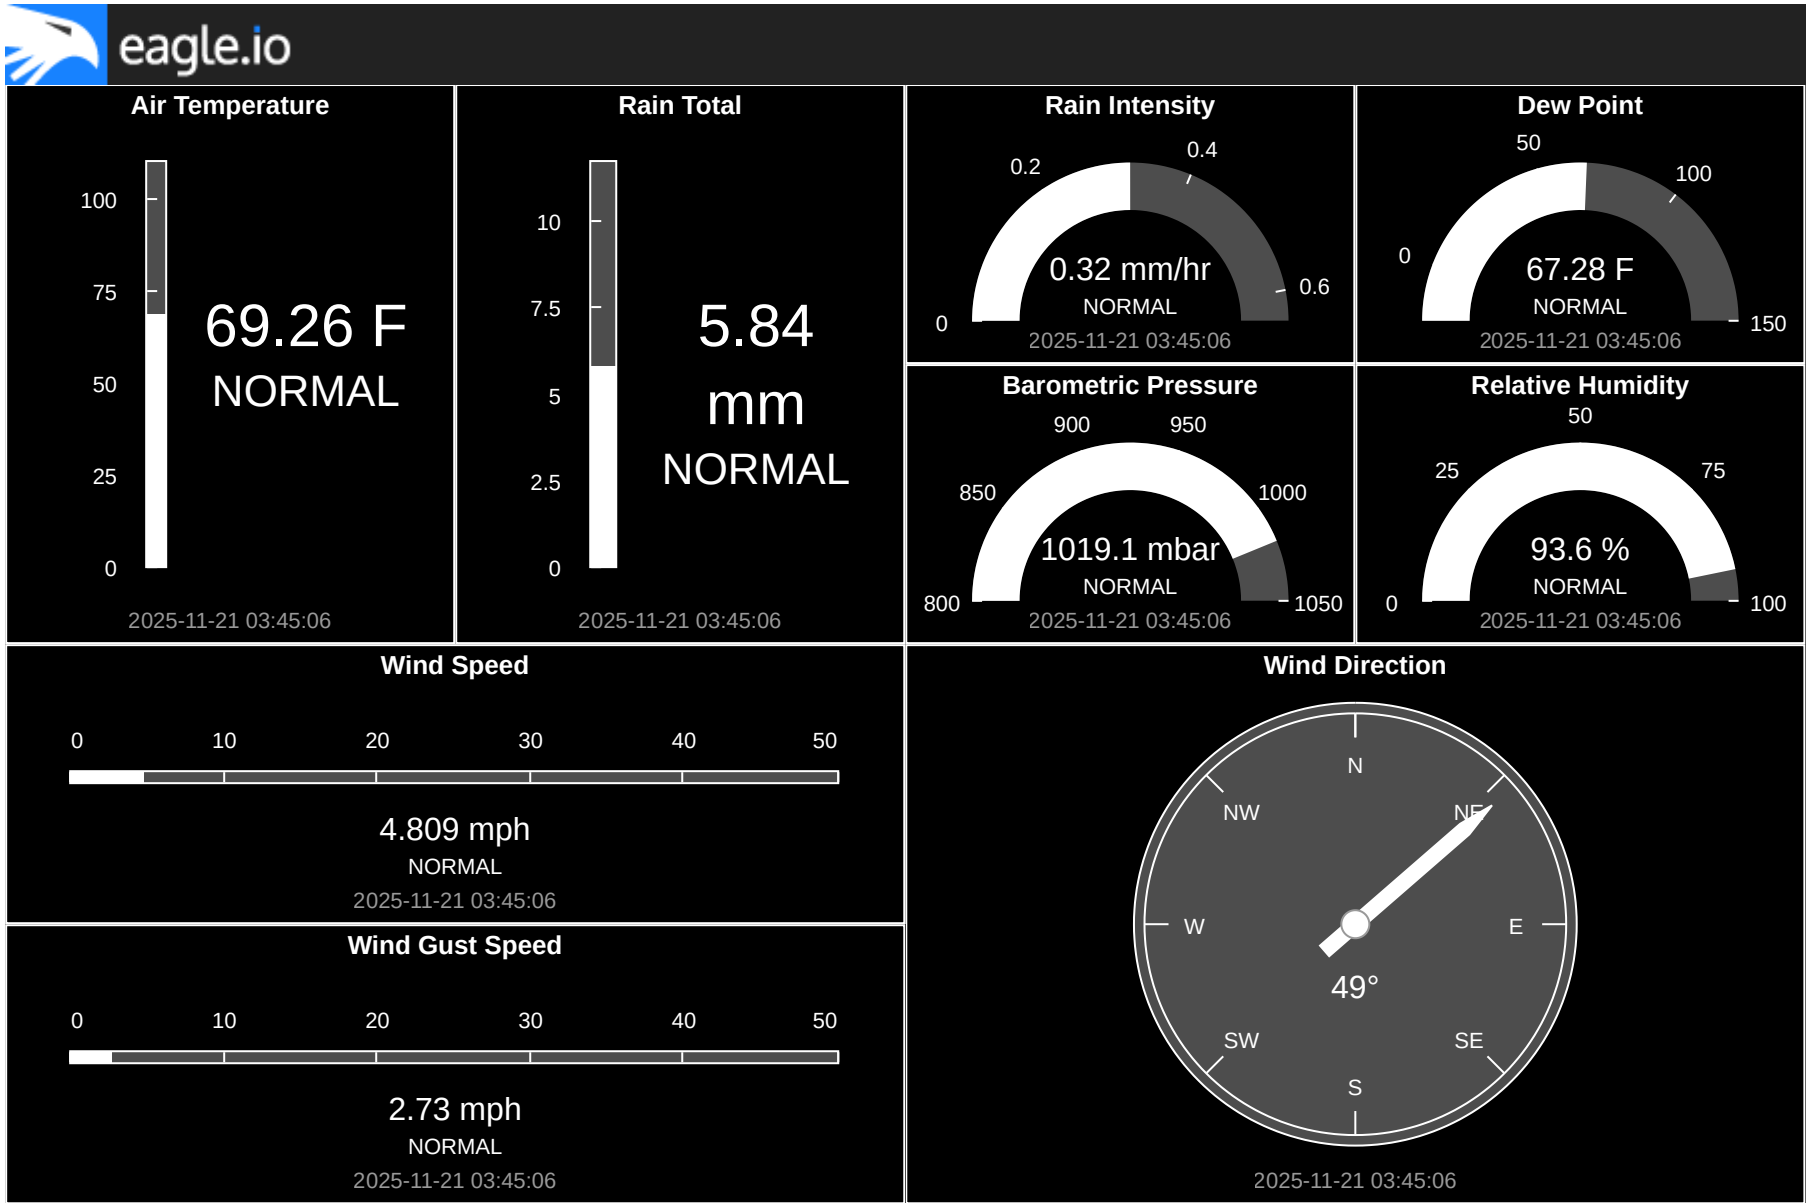 eagle.io
Air Temperature
100
75
50
25
0
69.26 F
NORMAL
2025-11-21 03:45:06
Rain Total
10
7.5
5
2.5
0
5.84
mm
NORMAL
2025-11-21 03:45:06
Rain Intensity
0
0.2
0.4
0.6
0.32 mm/hr
NORMAL
2025-11-21 03:45:06
Dew Point
0
50
100
150
67.28 F
NORMAL
2025-11-21 03:45:06
Barometric Pressure
800
850
900
950
1000
1050
1019.1 mbar
NORMAL
2025-11-21 03:45:06
Relative Humidity
0
25
50
75
100
93.6 %
NORMAL
2025-11-21 03:45:06
Wind Speed
0 10 20 30 40 50
4.809 mph
NORMAL
2025-11-21 03:45:06
Wind Gust Speed
0 10 20 30 40 50
2.73 mph
NORMAL
2025-11-21 03:45:06
Wind Direction
N
NW NE
W E
49°
SW SE
S
2025-11-21 03:45:06